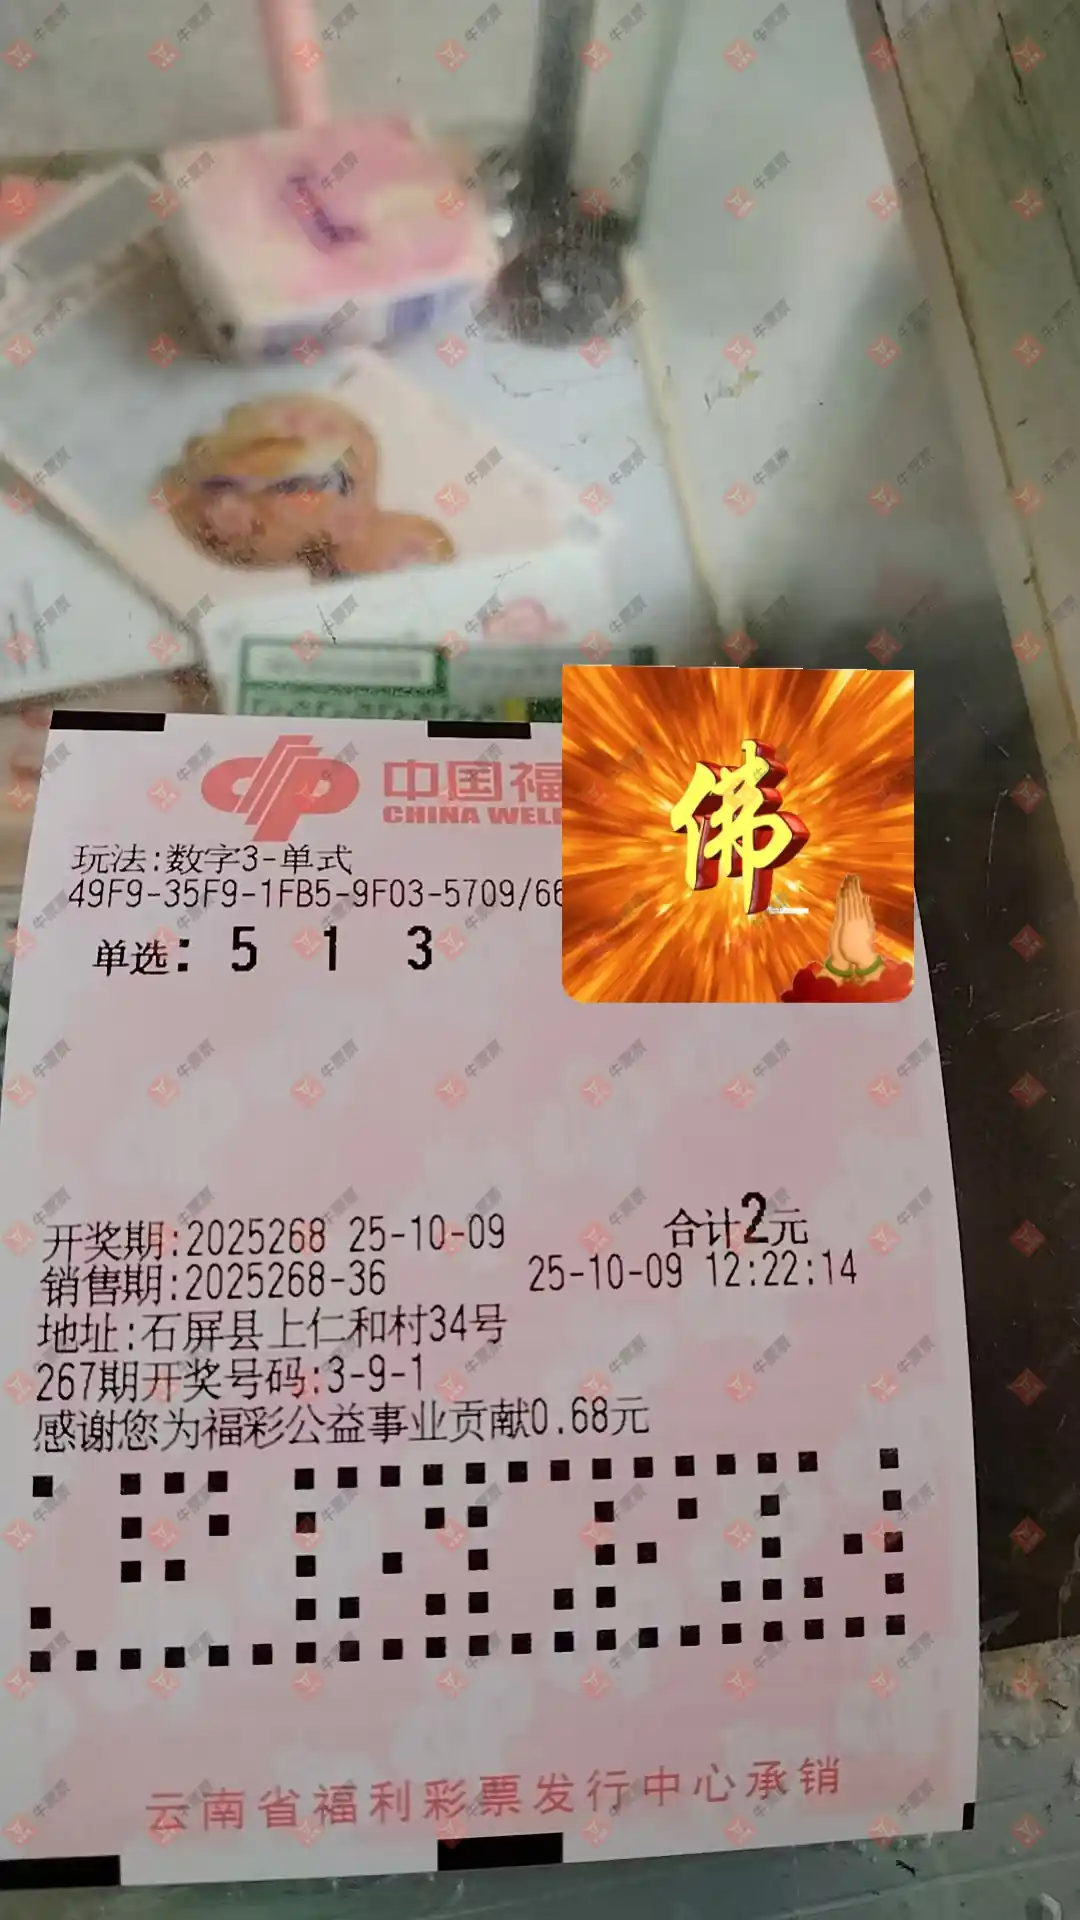 中国福
CHINA WEL
佛
玩法:数字3-单式
49F9-35F9-1FB5-9F03-5709/66
单选: 5 1 3
开奖期:2025268 25-10-09 合计2元
销售期:2025268-36 25-10-09 12:22:14
地址:石屏县上仁和村34号
267期开奖号码:3-9-1
感谢您为福彩公益事业贡献0.68元
云南省福利彩票发行中心承销
牛票票